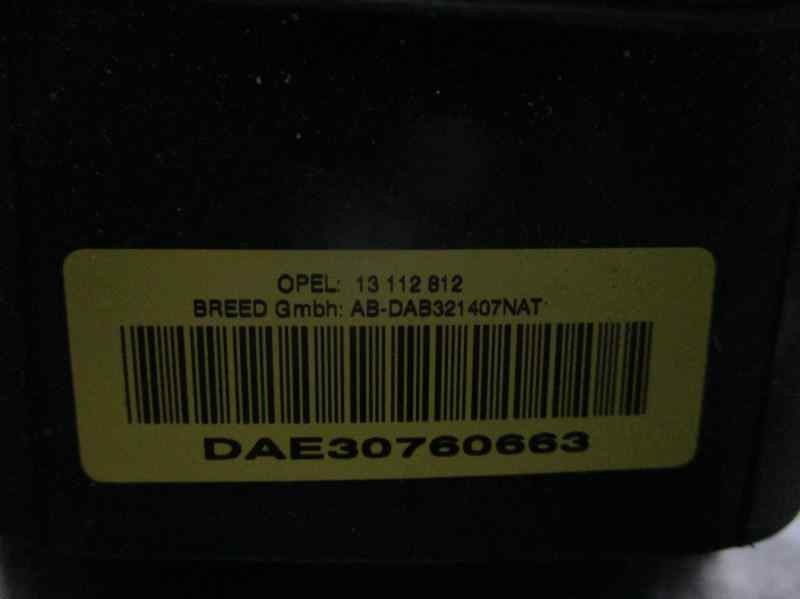 OPEL: 13 112 812
BREED Gmbh: AB-DAB321407NAT
DAE30760663